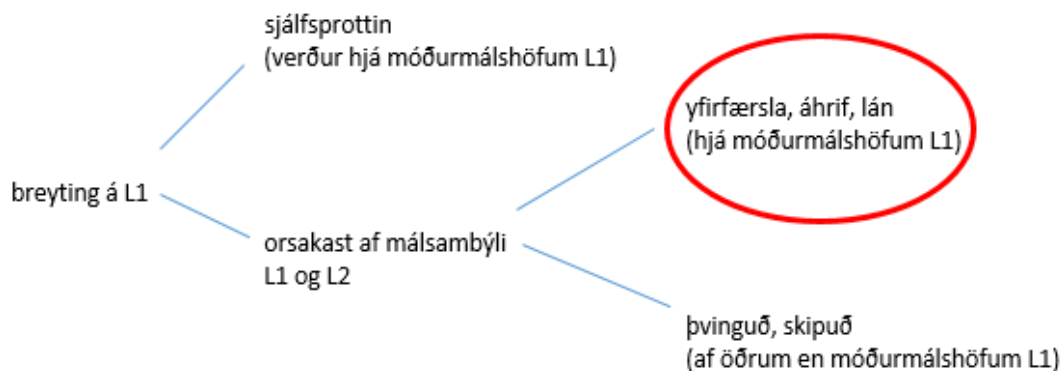 sjálfsprottin
(verður hjá móðurmálshöfum L1)
yfirfærsla, áhrif, lán
(hjá móðurmálshöfum L1)
breyting á L1
orsakast af málsambýli
L1 og L2
þvinguð, skipuð
(af öðrum en móðurmálshöfum L1)